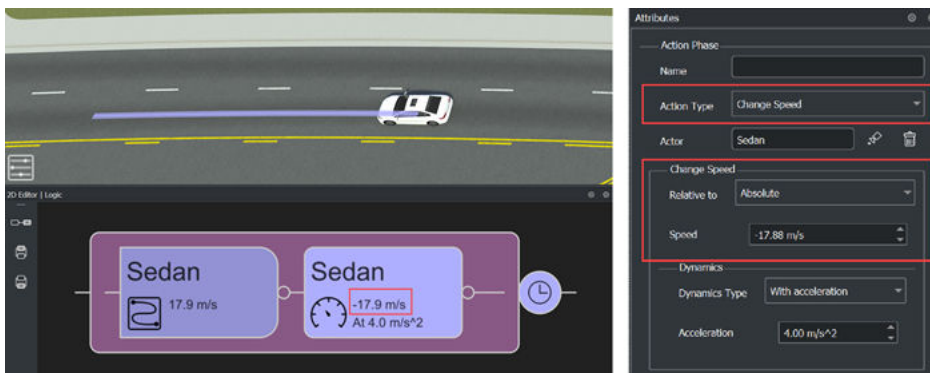 2D Editor | Logic
Sedan
17.9 m/s
Sedan
-17.9 m/s
At 4.0 m/s^2
Attributes
Action Phase
Name
Action Type Change Speed
Actor Sedan
Change Speed
Relative to Absolute
Speed -17.88 m/s
Dynamics
Dynamics Type With acceleration
Acceleration 4.00 m/s^2